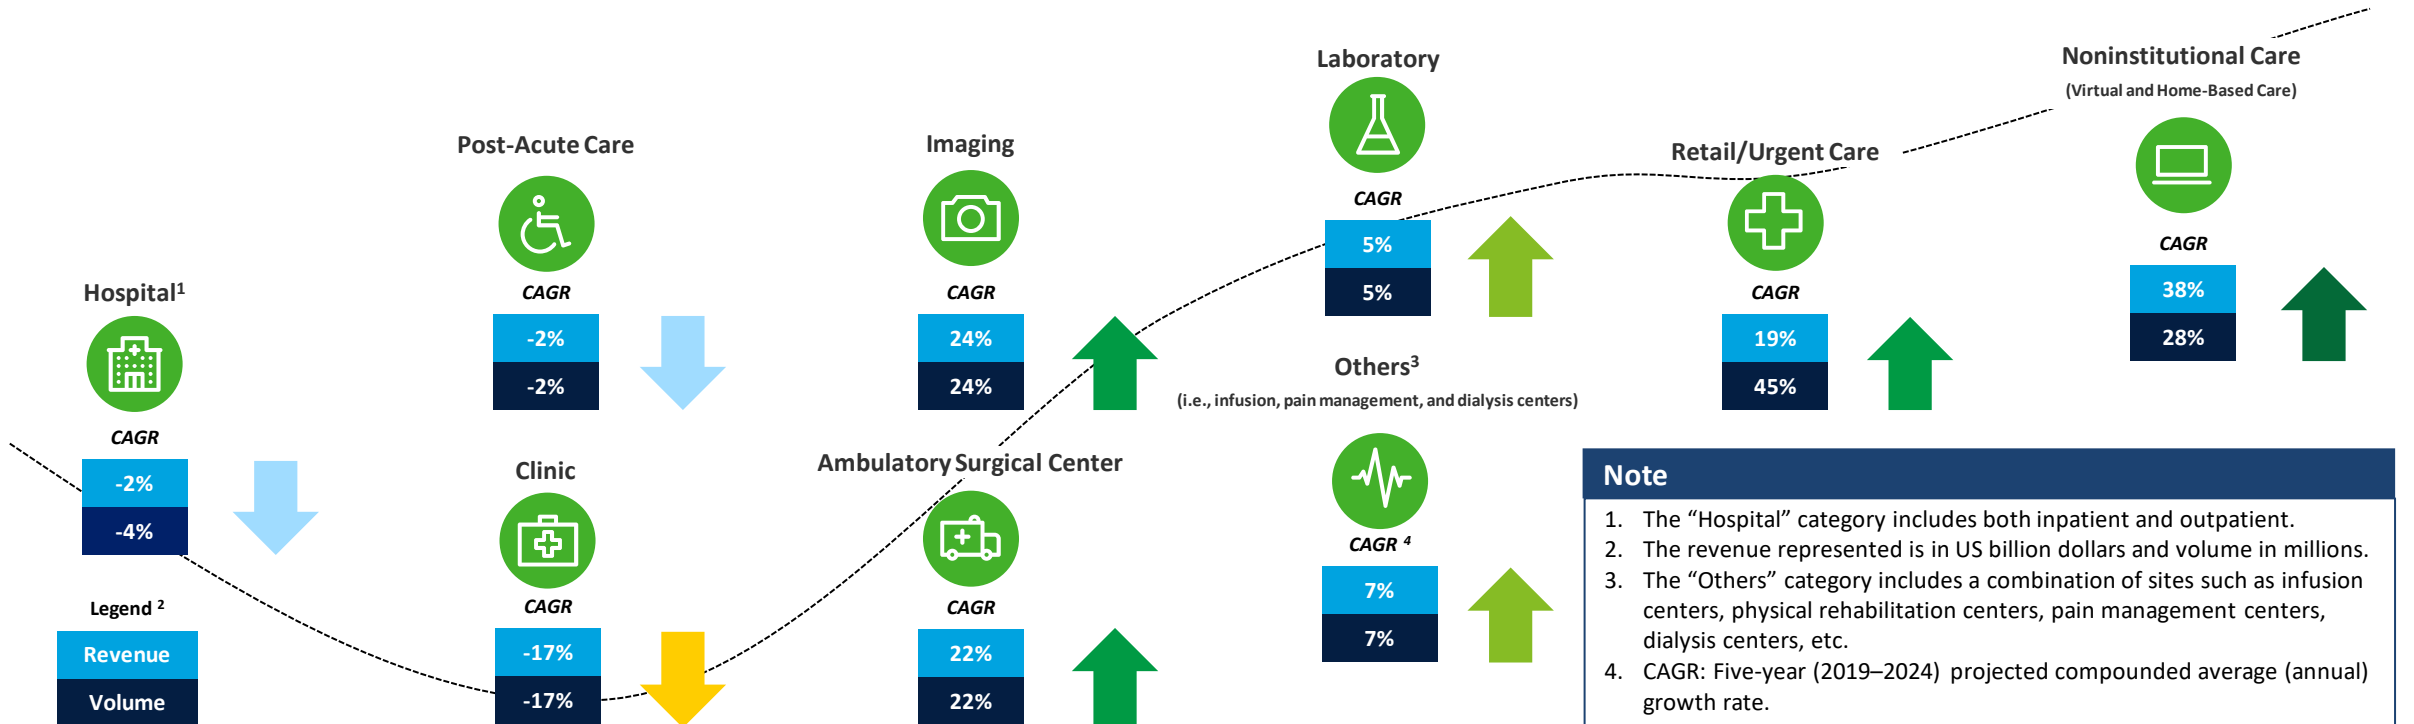 Hospital1
CAGR
-2%
-4%
Legend 2
Revenue
Volume
Post-Acute Care
CAGR
-2%
-2%
Clinic
CAGR
-17%
-17%
Imaging
CAGR
24%
24%
Ambulatory Surgical Center
CAGR
22%
22%
Laboratory
CAGR
5%
5%
Others3
(i.e., infusion, pain management, and dialysis centers)
CAGR 4
7%
7%
Retail/Urgent Care
CAGR
19%
45%
Noninstitutional Care
(Virtual and Home-Based Care)
CAGR
38%
28%
Note
1. The “Hospital” category includes both inpatient and outpatient.
2. The revenue represented is in US billion dollars and volume in millions.
3. The “Others” category includes a combination of sites such as infusion
centers, physical rehabilitation centers, pain management centers,
dialysis centers, etc.
4. CAGR: Five-year (2019–2024) projected compounded average (annual)
growth rate.